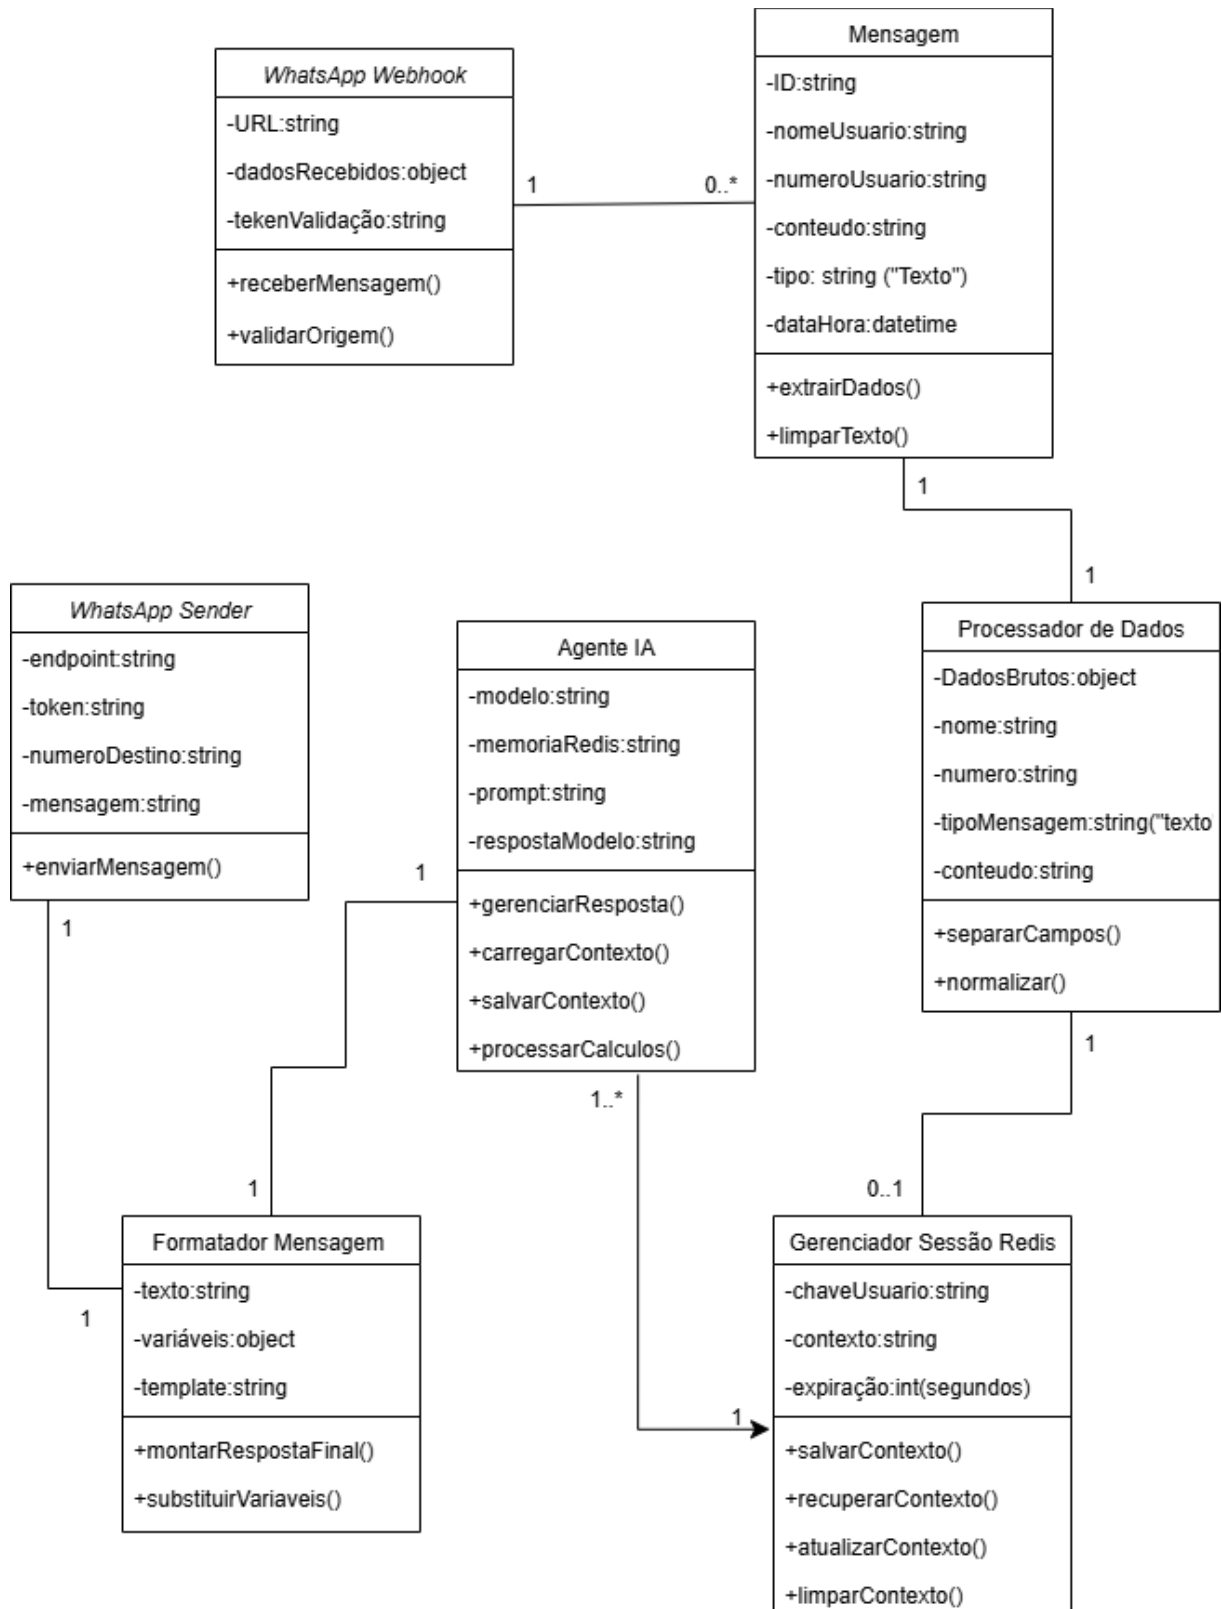 WhatsApp Webhook
-URL:string
-dadosRecebidos:object
-tekenValidação:string
+receberMensagem()
+validarOrigem()
1
0..*
Mensagem
-ID:string
-nomeUsuario:string
-numeroUsuario:string
-conteudo:string
-tipo: string ("Texto")
-dataHora:datetime
+extrairDados()
+limparTexto()
1
1
WhatsApp Sender
-endpoint:string
-token:string
-numeroDestino:string
-mensagem:string
+enviarMensagem()
1
Agente IA
-modelo:string
-memoriaRedis:string
-prompt:string
-respostaModelo:string
+gerenciarResposta()
+carregarContexto()
+salvarContexto()
+processarCalculos()
1
1..*
Processador de Dados
-DadosBrutos:object
-nome:string
-numero:string
-tipoMensagem:string("texto
-conteudo:string
+separarCampos()
+normalizar()
1
0..1
1
1
Formatador Mensagem
-texto:string
-variáveis:object
-template:string
+montarRespostaFinal()
+substituirVariaveis()
1
Gerenciador Sessão Redis
-chaveUsuario:string
-contexto:string
-expiração:int(segundos)
+salvarContexto()
+recuperarContexto()
+atualizarContexto()
+limparContexto()